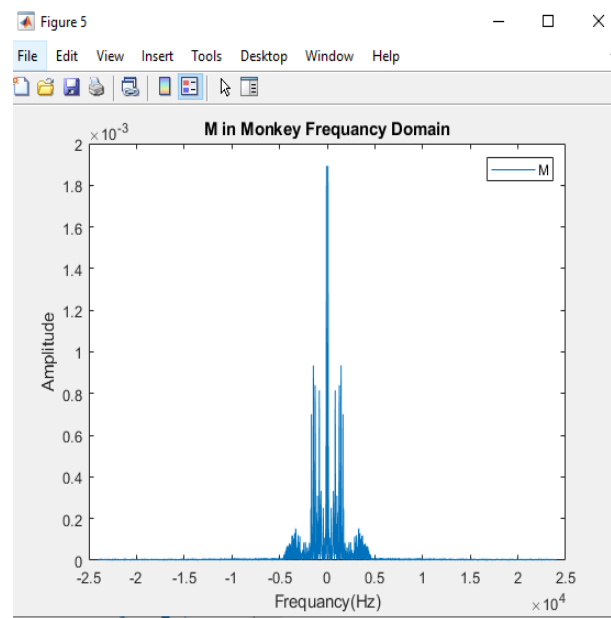 Figure 5
File Edit View Insert Tools Desktop Window Help
×10-3
M in Monkey Frequancy Domain
M
2
1.8
1.6
1.4
1.2
1
0.8
0.6
0.4
0.2
0
Amplitude
-2.5 -2 -1.5 -1 -0.5 0 0.5 1 1.5 2 2.5
Frequancy(Hz)
×104